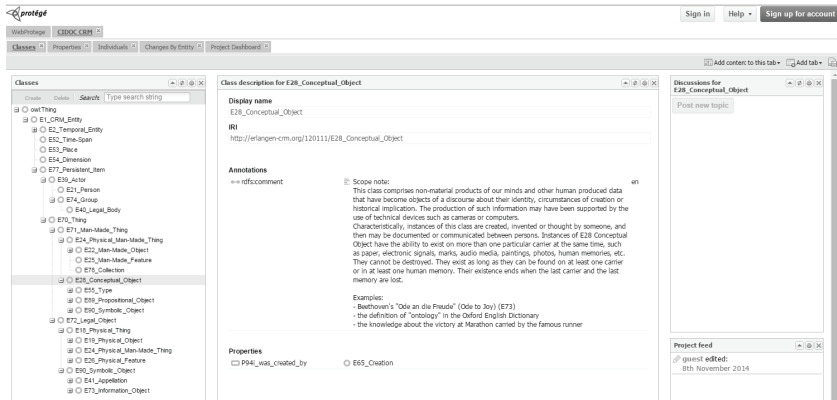 protégé
Sign in Help Sign up for account
WebProtege CIDOC CRM
Classes Properties Individuals Changes By Entity Project Dashboard
Add content to this tab Add tab
Classes
Create Delete Search: Type search string
owl:Thing
E1_CRM_Entity
E2_Temporal_Entity
E52_Time-Span
E53_Place
E54_Dimension
E77_Persistent_Item
E39_Actor
E21_Person
E74_Group
E40_Legal_Body
E70_Thing
E71_Man-Made_Thing
E24_Physical_Man-Made_Thing
E22_Man-Made_Object
E25_Man-Made_Feature
E78_Collection
E28_Conceptual_Object
E55_Type
E89_Propositional_Object
E90_Symbolic_Object
E72_Legal_Object
E18_Physical_Thing
E19_Physical_Object
E24_Physical_Man-Made_Thing
E26_Physical_Feature
E90_Symbolic_Object
E41_Appellation
E73_Information_Object
Class description for E28_Conceptual_Object
Display name
E28_Conceptual_Object
IRI
http://erlangen-crm.org/120111/E28_Conceptual_Object
Annotations
rdfs:comment Scope note: en
This class comprises non-material products of our minds and other human produced data
that have become objects of a discourse about their identity, circumstances of creation or
historical implication. The production of such information may have been supported by the
use of technical devices such as cameras or computers.
Characteristically, instances of this class are created, invented or thought by someone, and
then may be documented or communicated between persons. Instances of E28 Conceptual
Object have the ability to exist on more than one particular carrier at the same time, such
as paper, electronic signals, marks, audio media, paintings, photos, human memories, etc.
They cannot be destroyed. They exist as long as they can be found on at least one carrier
or in at least one human memory. Their existence ends when the last carrier and the last
memory are lost.
Examples:
- Beethoven's "Ode an die Freude" (Ode to Joy) (E73)
- the definition of "ontology" in the Oxford English Dictionary
- the knowledge about the victory at Marathon carried by the famous runner
Properties
P94i_was_created_by E65_Creation
Discussions for
E28_Conceptual_Object
Post new topic
Project feed
guest edited:
8th November 2014